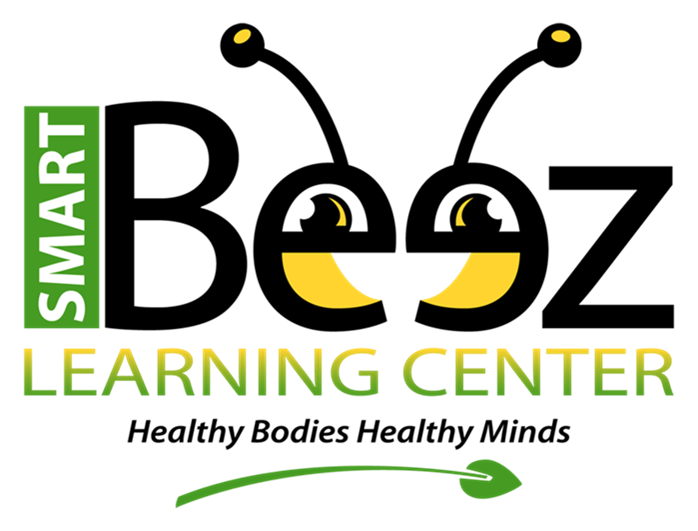 SMART
Beez
LEARNING CENTER
Healthy Bodies Healthy Minds